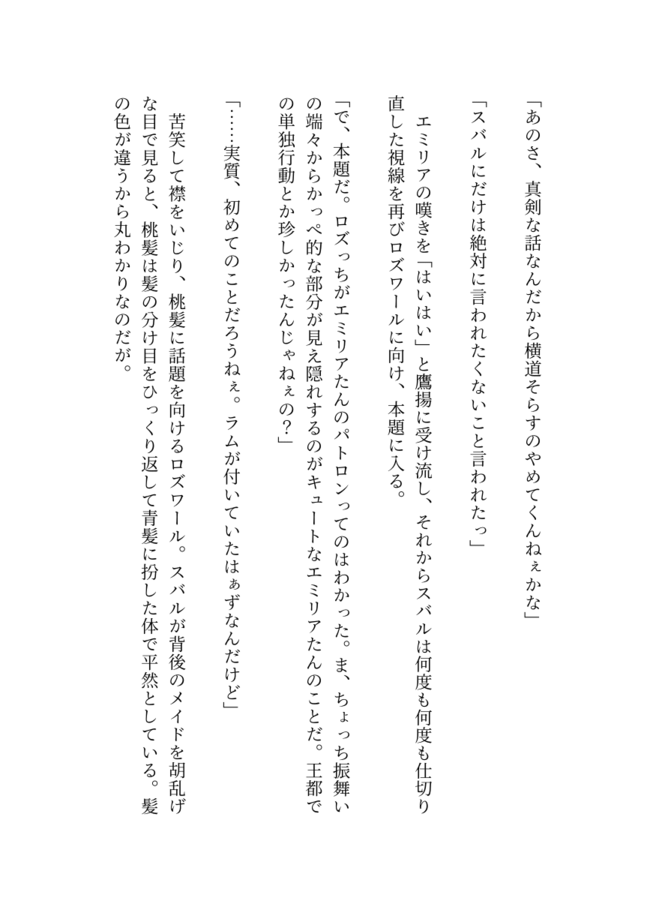 「あのさ、真剣な話なんだから横道そらすのやめてくんねぇかな」
「スバルにだけは絶対に言われたくないこと言われたっ」
エミリアの嘆きを「はいはい」と鷹揚に受け流し、それからスバルは何度も何度も仕切り
直した視線を再びロズワールに向け、本題に入る。
「で、本題だ。ロズっちがエミリアたんのパトロンってのはわかった。ま、ちょっち振舞い
の端々からかっぺ的な部分が見え隠れするのがキュートなエミリアたんのことだ。王都で
の単独行動とか珍しかったんじゃねぇの？」
「……実質、初めてのことだろうねぇ。ラムが付いていたはぁずなんだけど」
苦笑して襟をいじり、桃髪に話題を向けるロズワール。スバルが背後のメイドを胡乱げ
な目で見ると、桃髪は髪の分け目をひっくり返して青髪に扮した体で平然としている。髪
の色が違うから丸わかりなのだが。